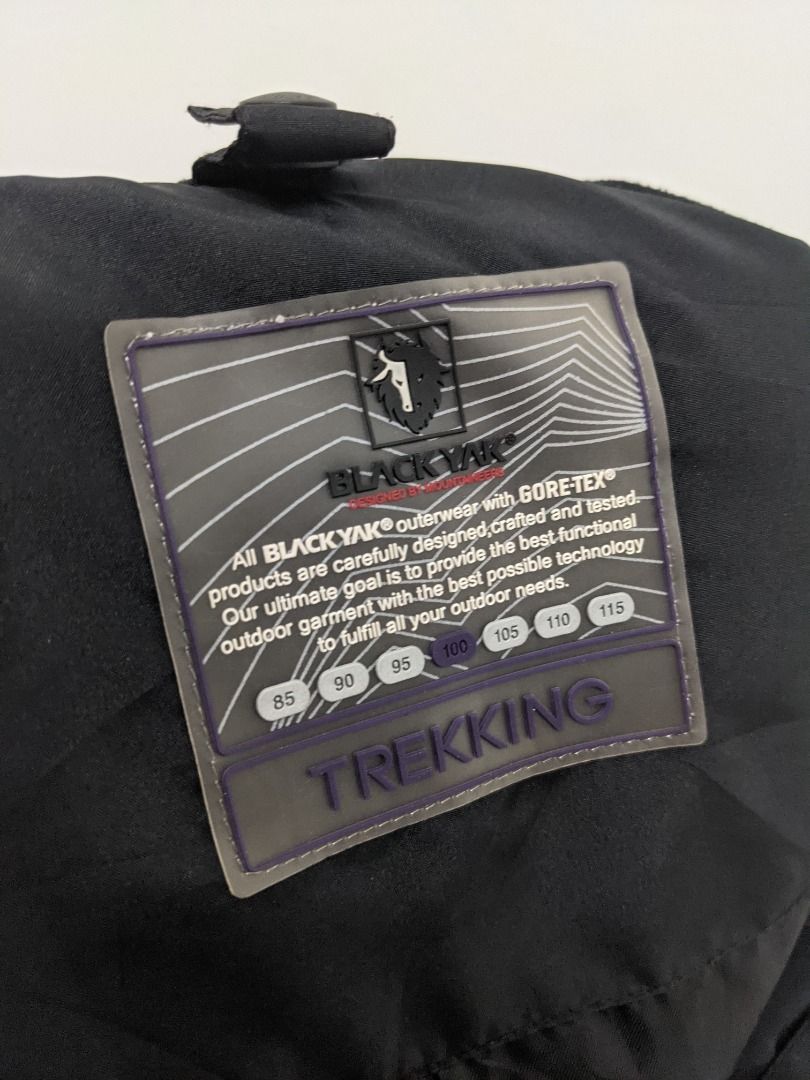 BLACK YAK®
DESIGNED BY MOUNTAINEERS
All BLACKYAK® outerwear with GORE-TEX®
products are carefully designed,crafted and tested.
Our ultimate goal is to provide the best functional
outdoor garment with the best possible technology
to fulfill all your outdoor needs.
85 90 95 100 105 110 115
TREKKING